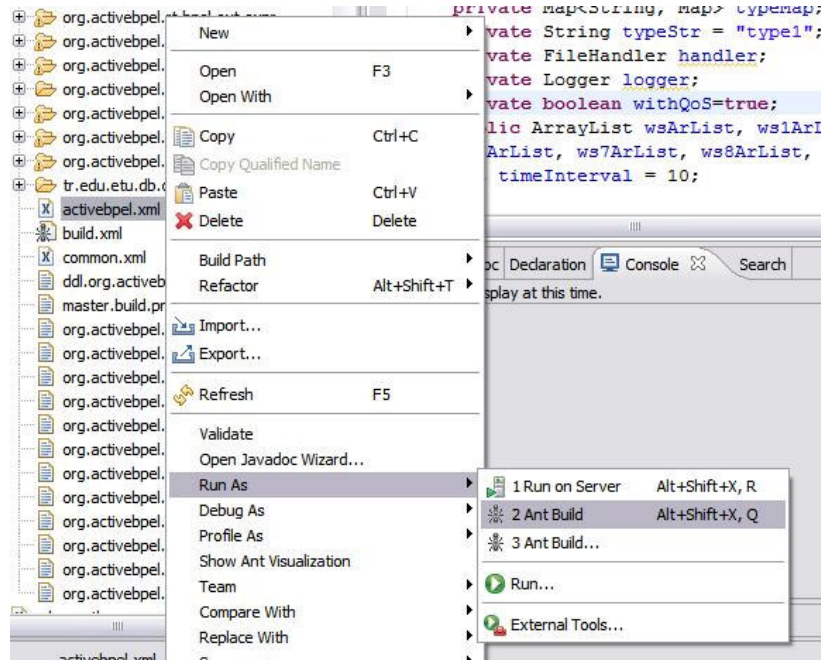 org.activebpel.rt.bpel.ext.expr
org.activebpel.
org.activebpel.
org.activebpel.
org.activebpel.
org.activebpel.
org.activebpel.
tr.edu.etu.db.
activebpel.xml
build.xml
common.xml
ddl.org.activeb
master.build.pr
org.activebpel.
org.activebpel.
org.activebpel.
org.activebpel.
org.activebpel.
org.activebpel.
org.activebpel.
org.activebpel.
org.activebpel.
org.activebpel.
org.activebpel.
org.activebpel.
activebpel.xml
New
Open F3
Open With
Copy Ctrl+C
Copy Qualified Name
Paste Ctrl+V
Delete Delete
Build Path
Refactor Alt+Shift+T
Import...
Export...
Refresh F5
Validate
Open Javadoc Wizard...
Run As
Debug As
Profile As
Show Ant Visualization
Team
Compare With
Replace With
1 Run on Server Alt+Shift+X, R
2 Ant Build Alt+Shift+X, Q
3 Ant Build...
Run...
External Tools...
private Map<String, Map> typeMap;
vate String typeStr = "type1";
vate FileHandler handler;
vate Logger logger;
vate boolean withQoS=true;
lic ArrayList wsArList, ws1ArL
ArList, ws7ArList, ws8ArList,
timeInterval = 10;
oc Declaration Console Search
splay at this time.